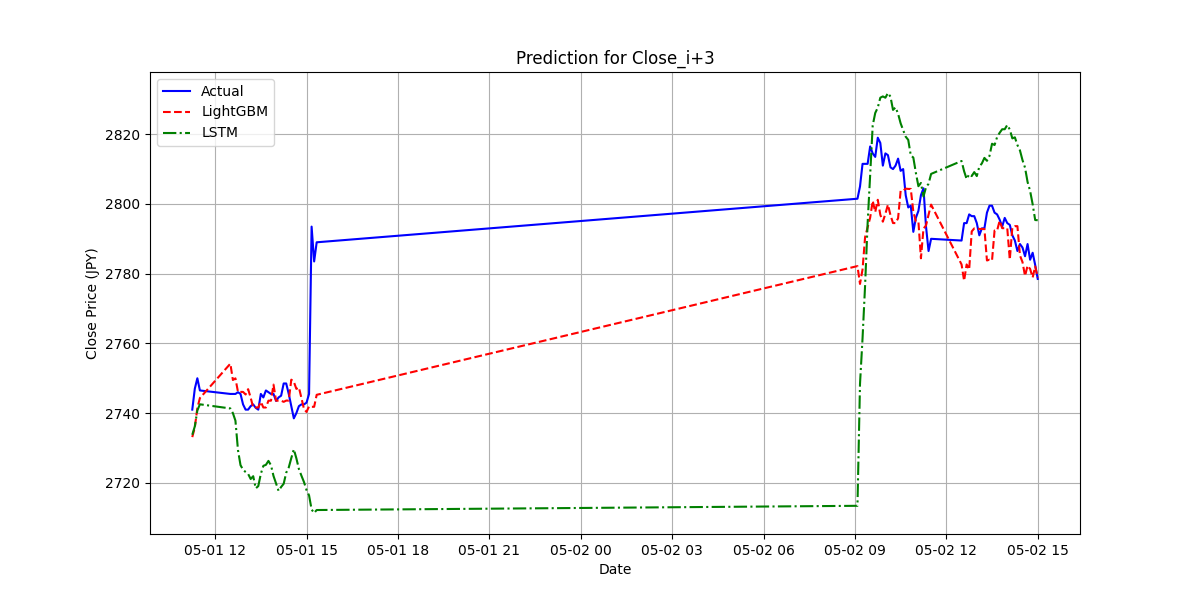 Prediction for Close_i+3
Actual
LightGBM
LSTM
Close Price (JPY)
2820
2800
2780
2760
2740
2720
05-01 12
05-01 15
05-01 18
05-01 21
05-02 00
05-02 03
05-02 06
05-02 09
05-02 12
05-02 15
Date